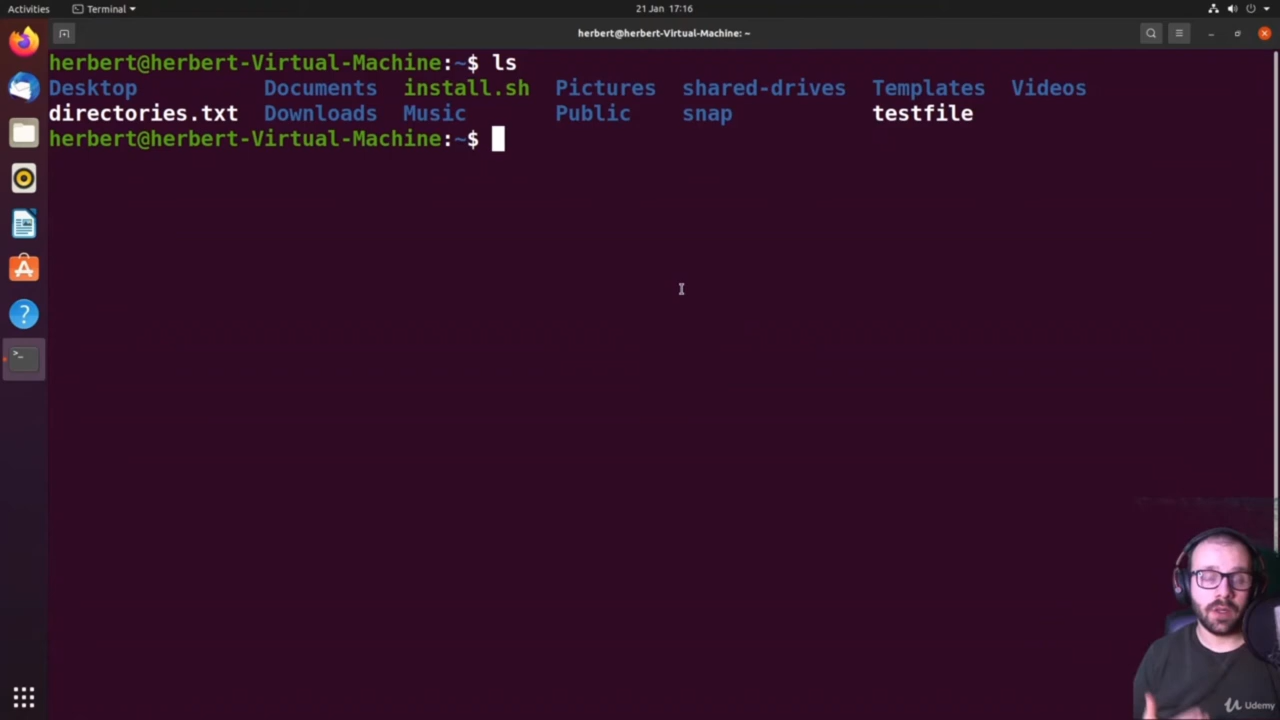 Activities Terminal 21 Jan 17:16
herbert@herbert-Virtual-Machine: ~
herbert@herbert-Virtual-Machine:~$ ls
Desktop Documents install.sh Pictures shared-drives Templates Videos
directories.txt Downloads Music Public snap testfile
herbert@herbert-Virtual-Machine:~$
Udemy